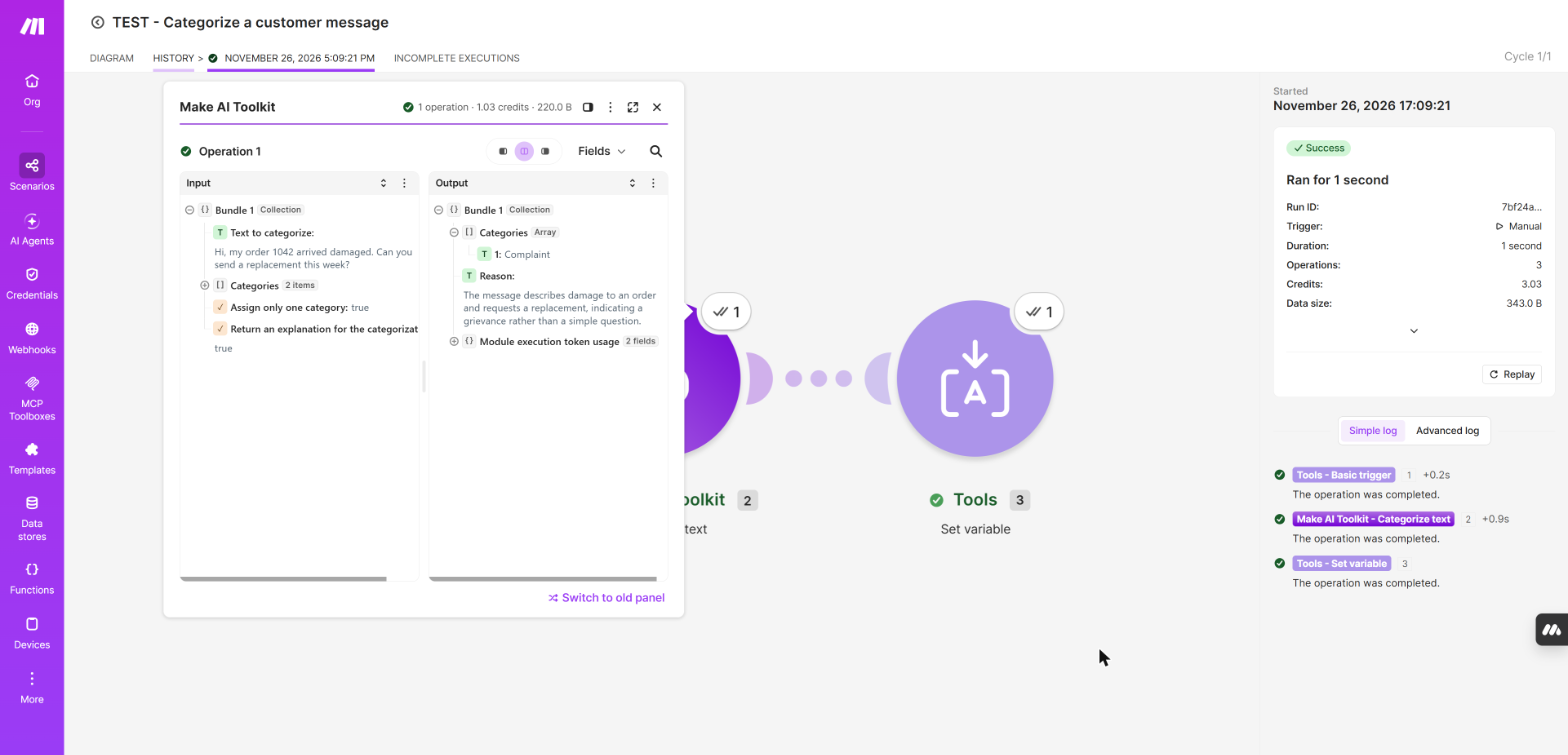 TEST - Categorize a customer message
DIAGRAM
HISTORY > NOVEMBER 26, 2026 5:09:21 PM
INCOMPLETE EXECUTIONS
Cycle 1/1
Org
Scenarios
AI Agents
Credentials
Webhooks
MCP
Toolboxes
Templates
Data
stores
Functions
Devices
More
Make AI Toolkit
1 operation · 1.03 credits · 220.0 B
Operation 1
Fields
Input
{} Bundle 1 Collection
T Text to categorize:
Hi, my order 1042 arrived damaged. Can you
send a replacement this week?
[] Categories 2 items
Assign only one category: true
Return an explanation for the categorizat
true
Output
{} Bundle 1 Collection
[] Categories Array
T 1: Complaint
T Reason:
The message describes damage to an order
and requests a replacement, indicating a
grievance rather than a simple question.
{} Module execution token usage 2 fields
Switch to old panel
1
oolkit 2
text
1
A
Tools 3
Set variable
Started
November 26, 2026 17:09:21
Success
Ran for 1 second
Run ID: 7bf24a...
Trigger: Manual
Duration: 1 second
Operations: 3
Credits: 3.03
Data size: 343.0 B
Replay
Simple log
Advanced log
Tools - Basic trigger 1 +0.2s
The operation was completed.
Make AI Toolkit - Categorize text 2 +0.9s
The operation was completed.
Tools - Set variable 3
The operation was completed.